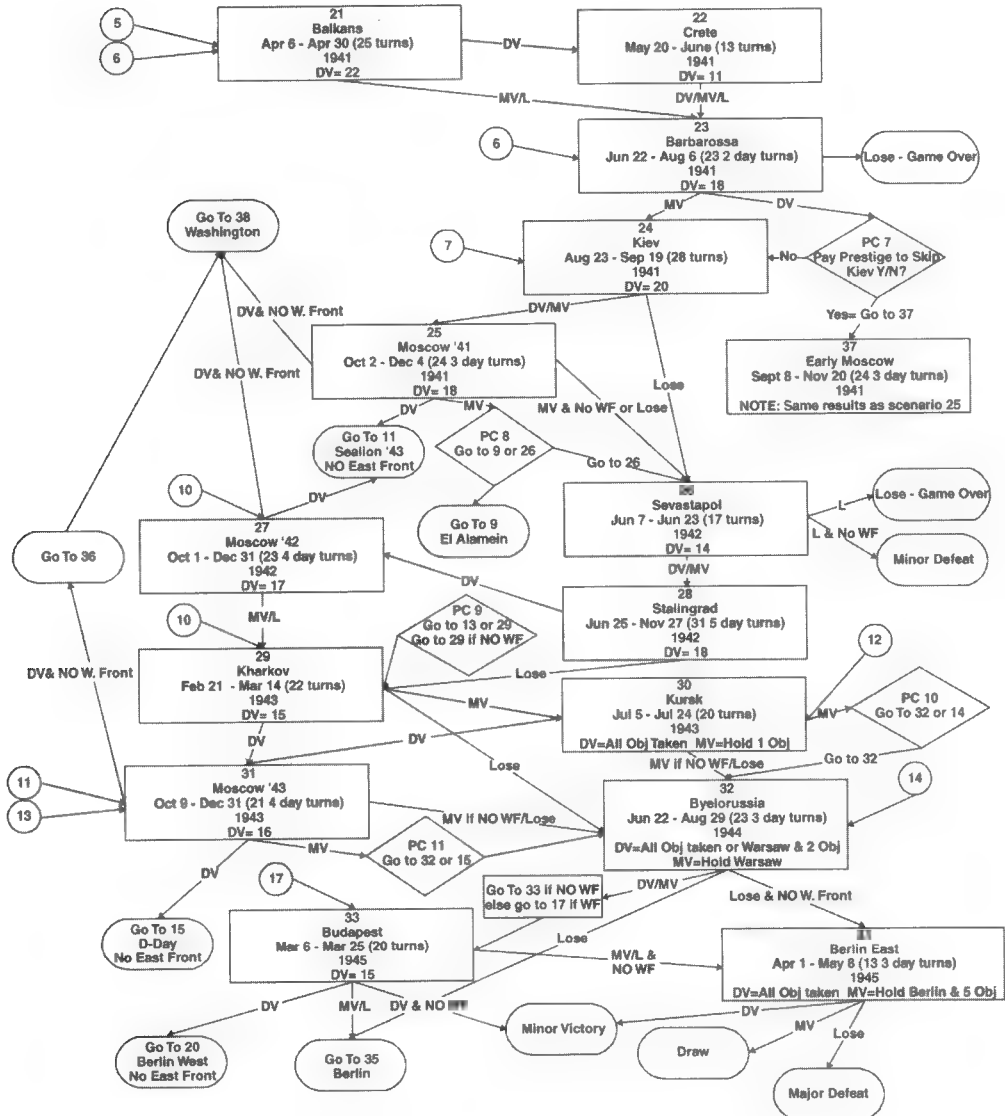 5
6
21
Balkans
Apr 6 - Apr 30 (25 turns)
1941
DV= 22
DV
22
Crete
May 20 - June (13 turns)
1941
DV= 11
MV/L
DV/MV/L
6
23
Barbarossa
Jun 22 - Aug 6 (23 2 day turns)
1941
DV= 18
Lose - Game Over
MV
DV
Go To 38
Washington
7
24
Kiev
Aug 23 - Sep 19 (28 turns)
1941
DV= 20
No
PC 7
Pay Prestige to Skip
Kiev Y/N?
DV/MV
Yes= Go to 37
DV& NO W. Front
25
Moscow '41
Oct 2 - Dec 4 (24 3 day turns)
1941
DV= 18
37
Early Moscow
Sept 8 - Nov 20 (24 3 day turns)
1941
NOTE: Same results as scenario 25
DV& NO W. Front
Lose
DV
MV
MV & No WF or Lose
Go To 11
Sealion '43
NO East Front
PC 8
Go to 9 or 26
Go to 26
10
DV
Go To 9
El Alamein
Sevastapol
Jun 7 - Jun 23 (17 turns)
1942
DV= 14
L
Lose - Game Over
L & No WF
Minor Defeat
Go To 36
27
Moscow '42
Oct 1 - Dec 31 (23 4 day turns)
1942
DV= 17
DV
DV/MV
28
Stalingrad
Jun 25 - Nov 27 (31 5 day turns)
1942
DV= 18
10
MV/L
PC 9
Go to 13 or 29
Go to 29 if NO WF
12
DV& NO W. Front
29
Kharkov
Feb 21 - Mar 14 (22 turns)
1943
DV= 15
Lose
MV
30
Kursk
Jul 5 - Jul 24 (20 turns)
1943
DV=All Obj Taken MV=Hold 1 Obj
MV
PC 10
Go To 32 or 14
DV
DV
Lose
MV if NO WF/Lose
Go to 32
11
13
31
Moscow '43
Oct 9 - Dec 31 (21 4 day turns)
1943
DV= 16
MV if NO WF/Lose
32
Byelorussia
Jun 22 - Aug 29 (23 3 day turns)
1944
DV=All Obj taken or Warsaw & 2 Obj
MV=Hold Warsaw
14
DV
MV
PC 11
Go to 32 or 15
17
Go To 33 if NO WF
else go to 17 if WF
DV/MV
Lose & NO W. Front
Go To 15
D-Day
No East Front
33
Budapest
Mar 6 - Mar 25 (20 turns)
1945
DV= 15
Lose
MV/L &
NO WF
Berlin East
Apr 1 - May 8 (13 3 day turns)
1945
DV=All Obj taken MV=Hold Berlin & 5 Obj
DV
MV/L
DV & NO
Minor Victory
DV
MV
Lose
Go To 20
Berlin West
No East Front
Go To 35
Berlin
Draw
Major Defeat